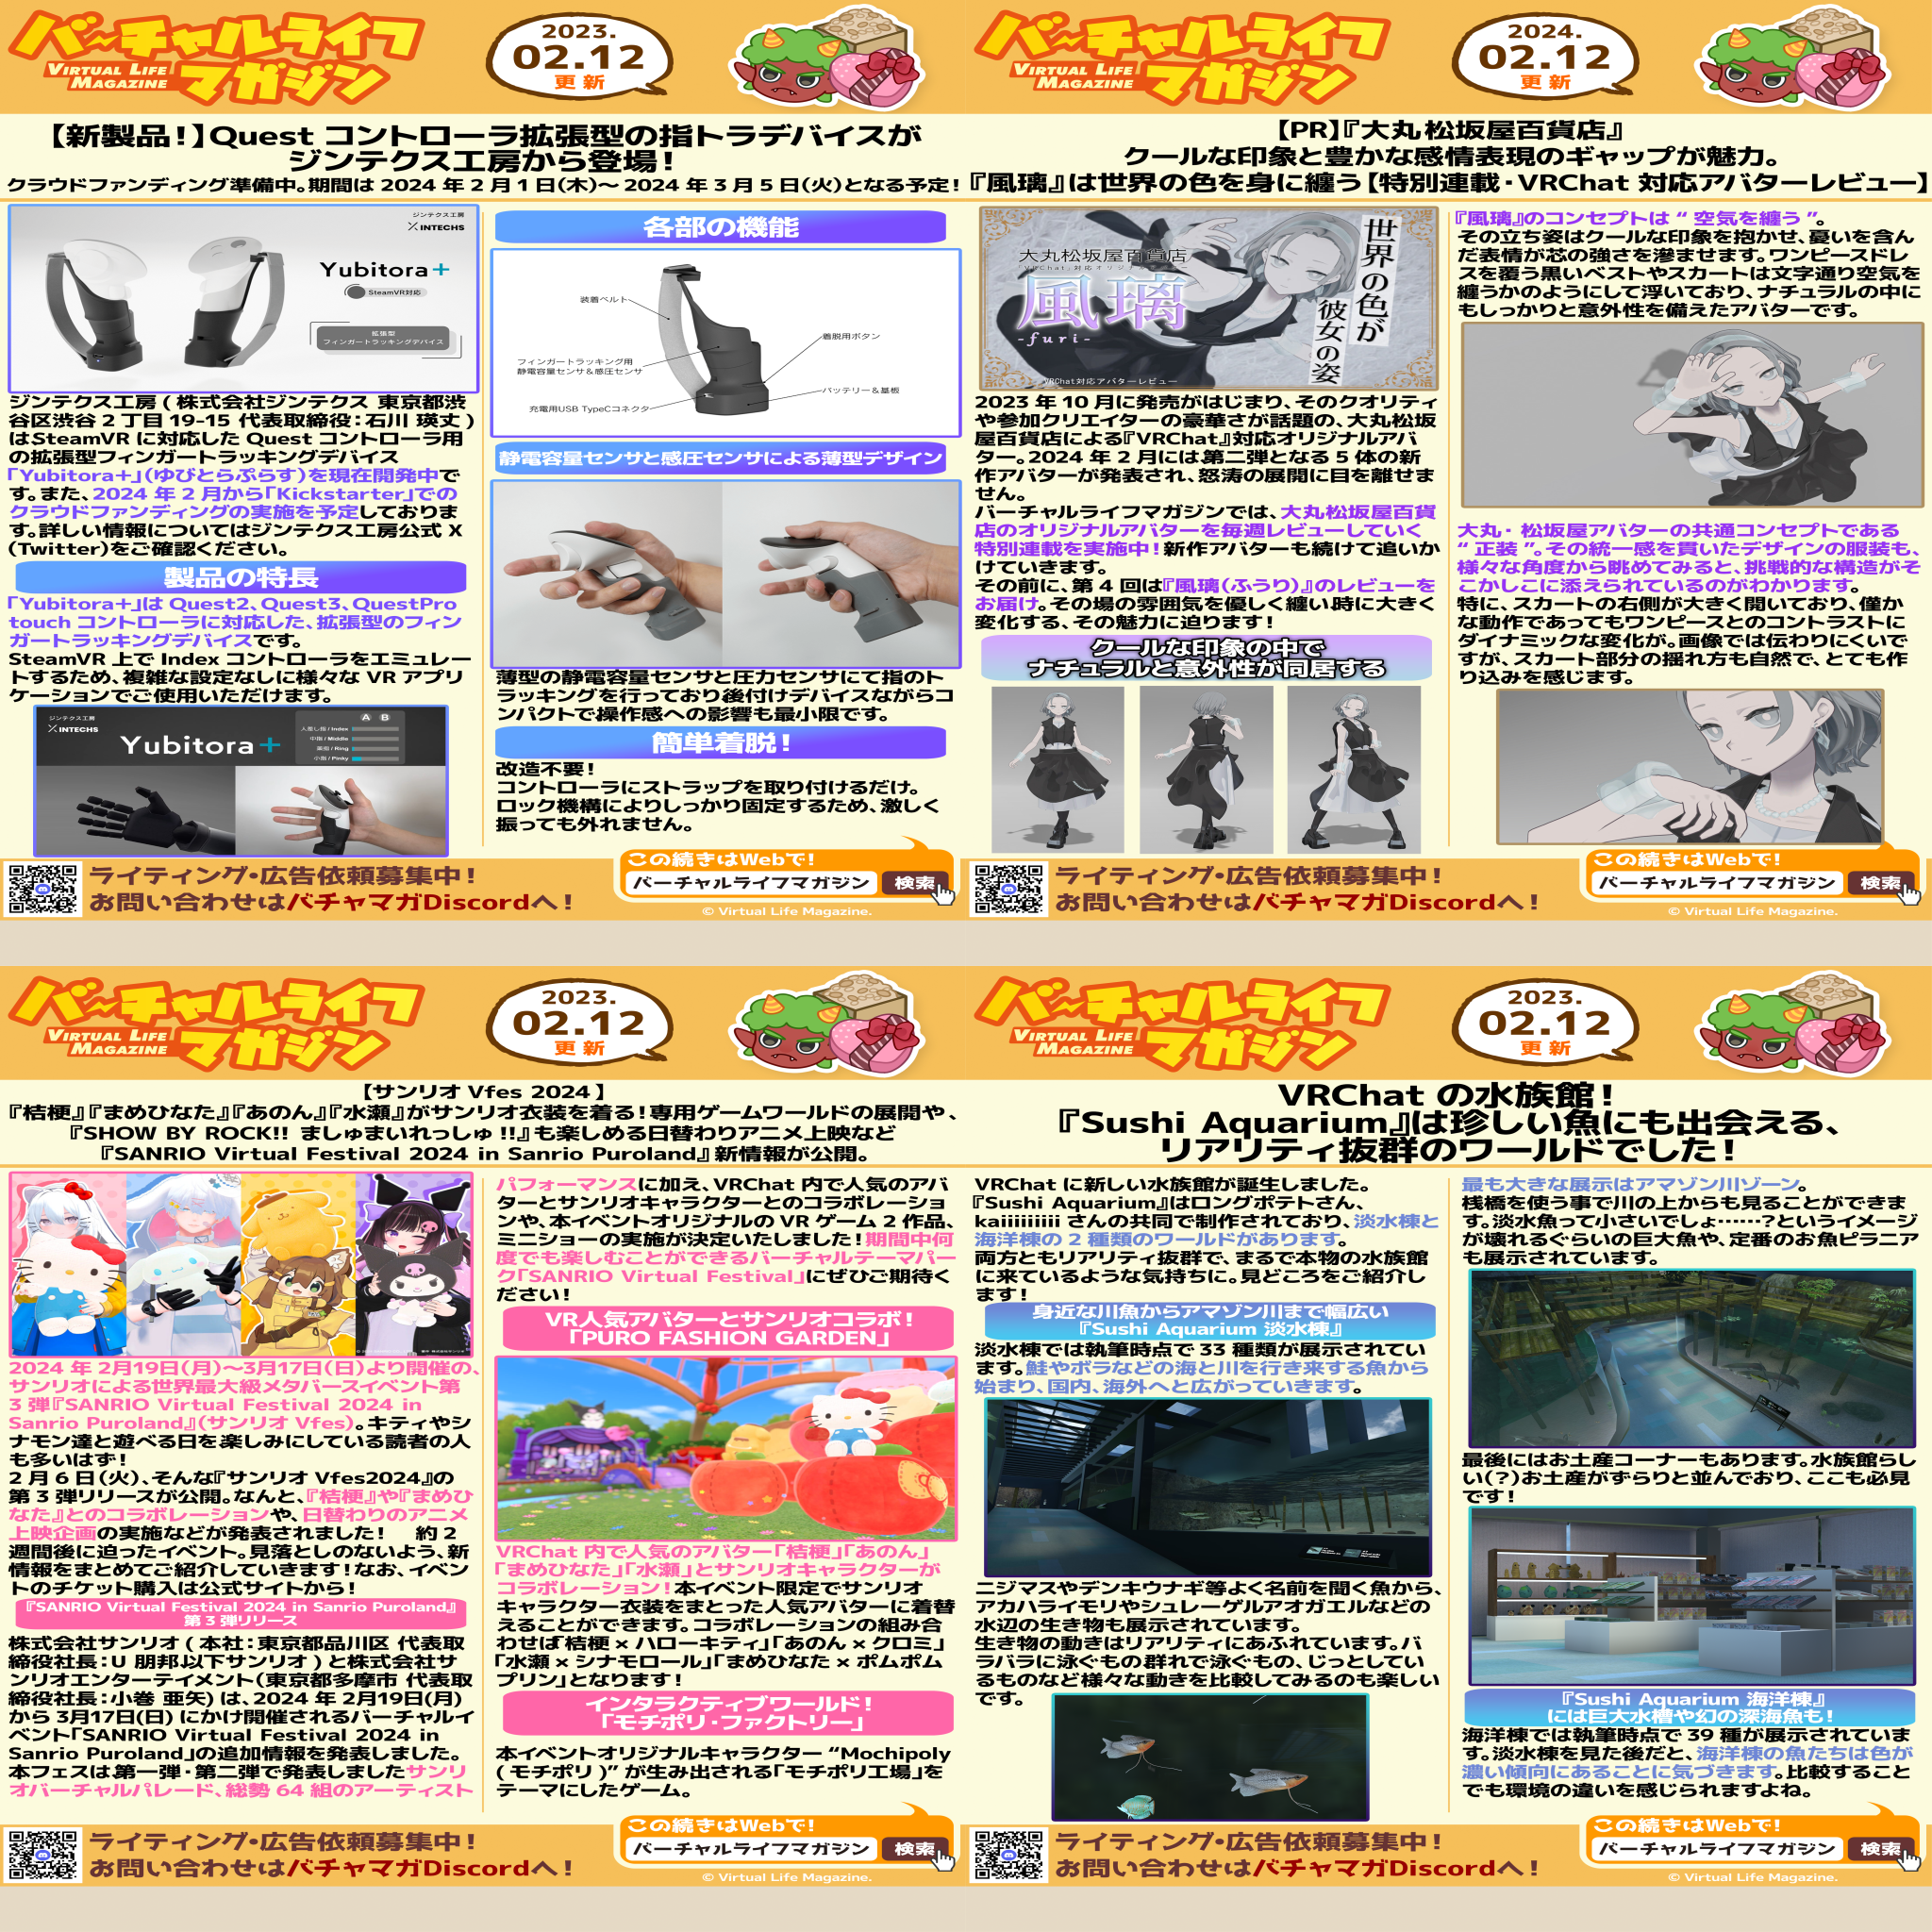 バーチャルライフ
マガジン
VIRTUAL LIFE
MAGAZINE
2023.
02.12
更新
【新製品！】Quest コントローラ拡張型の指トラデバイスが
ジンテクス工房から登場！
クラウドファンディング準備中。期間は 2024 年 2 月 1 日（木）～ 2024 年 3 月 5 日（火）となる予定！
ジンテクス工房
XINTECHS
Yubitora+
SteamVR対応
拡張型
フィンガートラッキングデバイス
ジンテクス工房 ( 株式会社ジンテクス 東京都渋
谷区渋谷 2 丁目 19-15 代表取締役：石川 瑛丈 )
はSteamVR に対応した Quest コントローラ用
の拡張型フィンガートラッキングデバイス
「Yubitora+」（ゆびとらぷらす）を現在開発中で
す。また、2024 年 2 月から「Kickstarter」での
クラウドファンディングの実施を予定しておりま
す。詳しい情報についてはジンテクス工房公式 X
（Twitter）をご確認ください。
製品の特長
「Yubitora+」は Quest2、Quest3、QuestPro
touch コントローラに対応した、拡張型のフィン
ガートラッキングデバイスです。
SteamVR 上で Index コントローラをエミュレー
トするため、複雑な設定なしに様々な VR アプリ
ケーションでご使用いただけます。
ジンテクス工房
XINTECHS
Yubitora+
A B
人差し指 / Index
中指 / Middle
薬指 / Ring
小指 / Pinky
各部の機能
装着ベルト
着脱用ボタン
フィンガートラッキング用
静電容量センサ＆感圧センサ
バッテリー＆基板
充電用USB TypeCコネクタ
静電容量センサと感圧センサによる薄型デザイン
薄型の静電容量センサと圧力センサにて指のト
ラッキングを行っており後付けデバイスながらコ
ンパクトで操作感への影響も最小限です。
簡単着脱！
改造不要！
コントローラにストラップを取り付けるだけ。
ロック機構によりしっかり固定するため、激しく
振っても外れません。
ライティング・広告依頼募集中！
お問い合わせはバチャマガDiscordへ！
この続きはWebで！
バーチャルライフマガジン 検索
© Virtual Life Magazine.
バーチャルライフ
マガジン
VIRTUAL LIFE
MAGAZINE
2024.
02.12
更新
【PR】『大丸松坂屋百貨店』
クールな印象と豊かな感情表現のギャップが魅力。
『風璃』は世界の色を身に纏う【特別連載・VRChat 対応アバターレビュー】
大丸松坂屋百貨店
VRChat対応オリジナルアバター
風璃
-furi-
世界の色が
彼女の姿
VRChat対応アバターレビュー
2023 年 10 月に発売がはじまり、そのクオリティ
や参加クリエイターの豪華さが話題の、大丸松坂
屋百貨店による『VRChat』対応オリジナルアバ
ター。2024 年 2 月には第二弾となる 5 体の新
作アバターが発表され、怒涛の展開に目を離せま
せん。
バーチャルライフマガジンでは、大丸松坂屋百貨
店のオリジナルアバターを毎週レビューしていく
特別連載を実施中！新作アバターも続けて追いか
けていきます。
その前に、第 4 回は『風璃（ふうり）』のレビューを
お届け。その場の雰囲気を優しく纏い時に大きく
変化する、その魅力に迫ります！
クールな印象の中で
ナチュラルと意外性が同居する
『風璃』のコンセプトは “ 空気を纏う ”。
その立ち姿はクールな印象を抱かせ、憂いを含ん
だ表情が芯の強さを滲ませます。ワンピースドレ
スを覆う黒いベストやスカートは文字通り空気を
纏うかのようにして浮いており、ナチュラルの中に
もしっかりと意外性を備えたアバターです。
大丸・松坂屋アバターの共通コンセプトである
“ 正装 ”。その統一感を貫いたデザインの服装も、
様々な角度から眺めてみると、挑戦的な構造がそ
こかしこに添えられているのがわかります。
特に、スカートの右側が大きく開いており、僅か
な動作であってもワンピースとのコントラストに
ダイナミックな変化が。画像では伝わりにくいで
すが、スカート部分の揺れ方も自然で、とても作
り込みを感じます。
ライティング・広告依頼募集中！
お問い合わせはバチャマガDiscordへ！
この続きはWebで！
バーチャルライフマガジン 検索
© Virtual Life Magazine.
バーチャルライフ
マガジン
VIRTUAL LIFE
MAGAZINE
2023.
02.12
更新
【サンリオ Vfes 2024 】
『桔梗』『まめひなた』『あのん』『水瀬』がサンリオ衣装を着る！専用ゲームワールドの展開や、
『SHOW BY ROCK!! ましゅまいれっしゅ !!』も楽しめる日替わりアニメ上映など
『SANRIO Virtual Festival 2024 in Sanrio Puroland』新情報が公開。
2024 年 2月19日(月)～3月17日(日)より開催の、
サンリオによる世界最大級メタバースイベント第
3 弾『SANRIO Virtual Festival 2024 in
Sanrio Puroland』(サンリオ Vfes)。キティやシ
ナモン達と遊べる日を楽しみにしている読者の人
も多いはず！
2 月 6 日（火）、そんな『サンリオ Vfes2024』の
第 3 弾リリースが公開。なんと、『桔梗』や『まめひ
なた』とのコラボレーションや、日替わりのアニメ
上映企画の実施などが発表されました！　約 2
週間後に迫ったイベント。見落としのないよう、新
情報をまとめてご紹介していきます！なお、イベン
トのチケット購入は公式サイトから！
『SANRIO Virtual Festival 2024 in Sanrio Puroland』
第 3 弾リリース
株式会社サンリオ ( 本社：東京都品川区 代表取
締役社長：辻 朋邦以下サンリオ ) と株式会社サ
ンリオエンターテイメント（東京都多摩市 代表取
締役社長：小巻 亜矢) は、2024 年 2月19日(月)
から 3月17日(日) にかけ開催されるバーチャルイ
ベント「SANRIO Virtual Festival 2024 in
Sanrio Puroland」の追加情報を発表しました。
本フェスは第一弾・第二弾で発表しましたサンリ
オバーチャルパレード、総勢 64 組のアーティスト
パフォーマンスに加え、VRChat 内で人気のアバ
ターとサンリオキャラクターとのコラボレーショ
ンや、本イベントオリジナルの VR ゲーム 2 作品、
ミニショーの実施が決定いたしました！期間中何
度でも楽しむことができるバーチャルテーマパー
ク「SANRIO Virtual Festival」にぜひご期待く
ださい！
VR人気アバターとサンリオコラボ！
「PURO FASHION GARDEN」
VRChat 内で人気のアバター「桔梗」「あのん」
「まめひなた」「水瀬」とサンリオキャラクターが
コラボレーション！本イベント限定でサンリオ
キャラクター衣装をまとった人気アバターに着替
えることができます。コラボレーションの組み合
わせは「桔梗 × ハローキティ」「あのん × クロミ」
「水瀬 × シナモロール」「まめひなた × ポムポム
プリン」となります！
インタラクティブワールド！
「モチポリ・ファクトリー」
本イベントオリジナルキャラクター “Mochipoly
( モチポリ )” が生み出される「モチポリ工場」を
テーマにしたゲーム。
ライティング・広告依頼募集中！
お問い合わせはバチャマガDiscordへ！
この続きはWebで！
バーチャルライフマガジン 検索
© Virtual Life Magazine.
バーチャルライフ
マガジン
VIRTUAL LIFE
MAGAZINE
2023.
02.12
更新
VRChat の水族館！
『Sushi Aquarium』は珍しい魚にも出会える、
リアリティ抜群のワールドでした！
VRChat に新しい水族館が誕生しました。
『Sushi Aquarium』はロングポテトさん、
kaiiiiiiiiii さんの共同で制作されており、淡水棟と
海洋棟の 2 種類のワールドがあります。
両方ともリアリティ抜群で、まるで本物の水族館
に来ているような気持ちに。見どころをご紹介し
ます！
身近な川魚からアマゾン川まで幅広い
『Sushi Aquarium 淡水棟』
淡水棟では執筆時点で 33 種類が展示されてい
ます。鮭やボラなどの海と川を行き来する魚から
始まり、国内、海外へと広がっていきます。
ニジマスやデンキウナギ等よく名前を聞く魚から、
アカハライモリやシュレーゲルアオガエルなどの
水辺の生き物も展示されています。
生き物の動きはリアリティにあふれています。バ
ラバラに泳ぐもの群れで泳ぐもの、じっとしてい
るものなど様々な動きを比較してみるのも楽しい
です。
最も大きな展示はアマゾン川ゾーン。
桟橋を使う事で川の上からも見ることができま
す。淡水魚って小さいでしょ……？というイメージ
が壊れるぐらいの巨大魚や、定番のお魚ピラニア
も展示されています。
最後にはお土産コーナーもあります。水族館らし
い（？）お土産がずらりと並んでおり、ここも必見
です！
『Sushi Aquarium 海洋棟』
には巨大水槽や幻の深海魚も！
海洋棟では執筆時点で 39 種が展示されていま
す。淡水棟を見た後だと、海洋棟の魚たちは色が
濃い傾向にあることに気づきます。比較すること
でも環境の違いを感じられますよね。
ライティング・広告依頼募集中！
お問い合わせはバチャマガDiscordへ！
この続きはWebで！
バーチャルライフマガジン 検索
© Virtual Life Magazine.